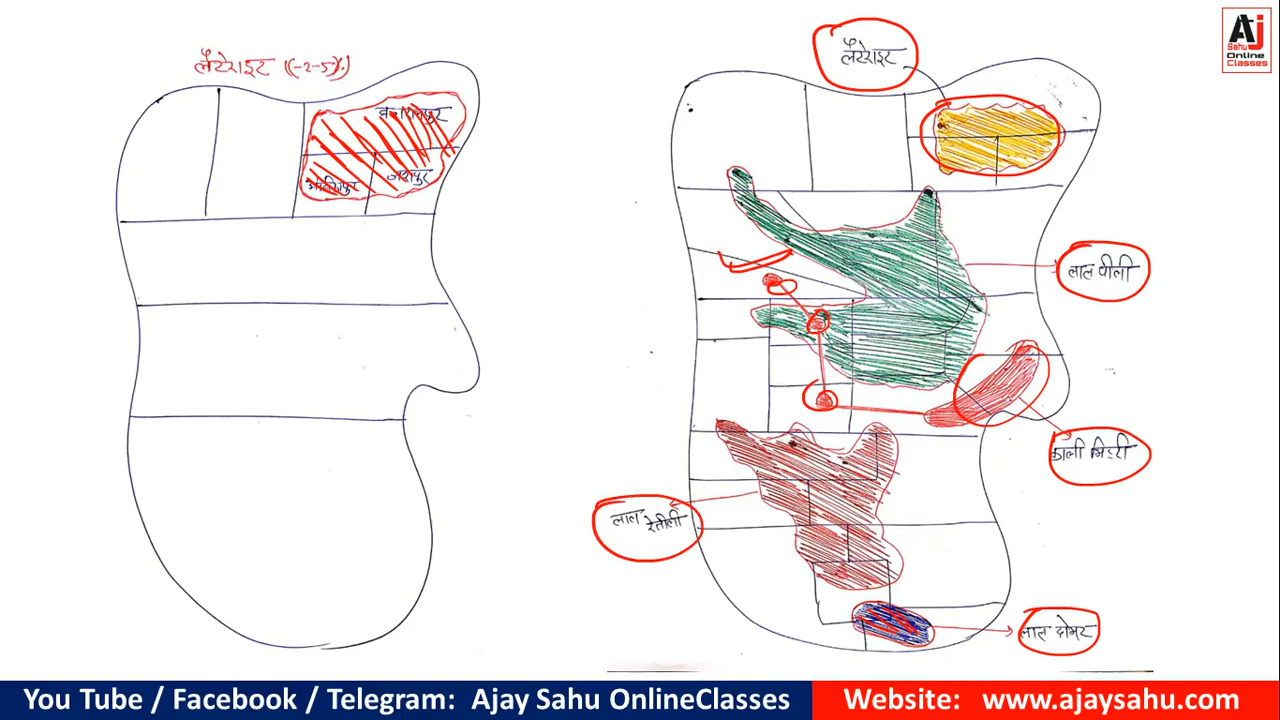 लैटेराइट (-2-5%)
बलरामपुर
जशपुर
लैटेराइट
लाल पीली
काली मिट्टी
लाल
रेतीली
लाल दोमट
Aj
Sahu
Online
Classes
You Tube / Facebook / Telegram: Ajay Sahu OnlineClasses
Website: www.ajaysahu.com